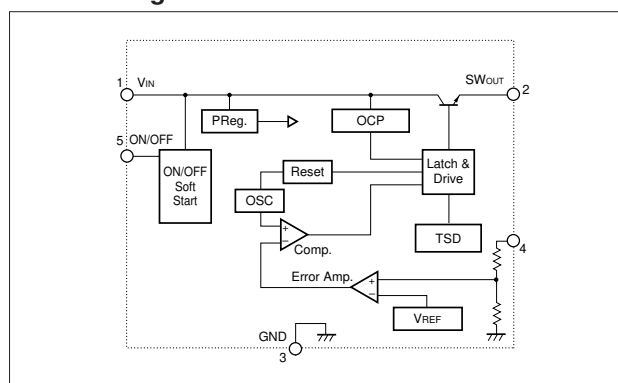 1 VIN
SWOUT 2
PReg.
OCP
5 ON/OFF
ON/OFF
Soft
Start
Reset
Latch &
Drive
OSC
+
−
Comp.
TSD
4
Error Amp.
+
−
VREF
GND
3